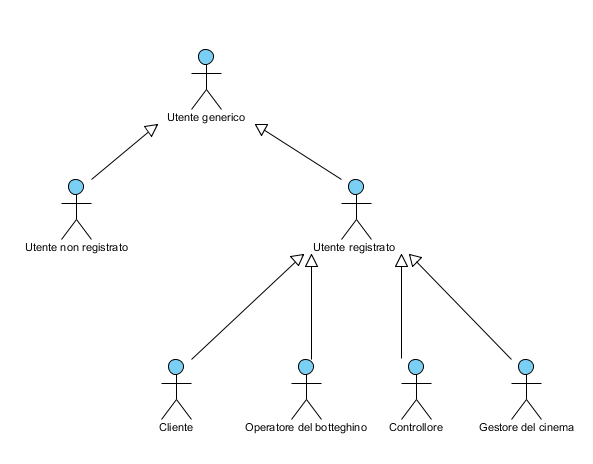 Utente generico
Utente non registrato
Utente registrato
Cliente
Operatore del botteghino
Controllore
Gestore del cinema